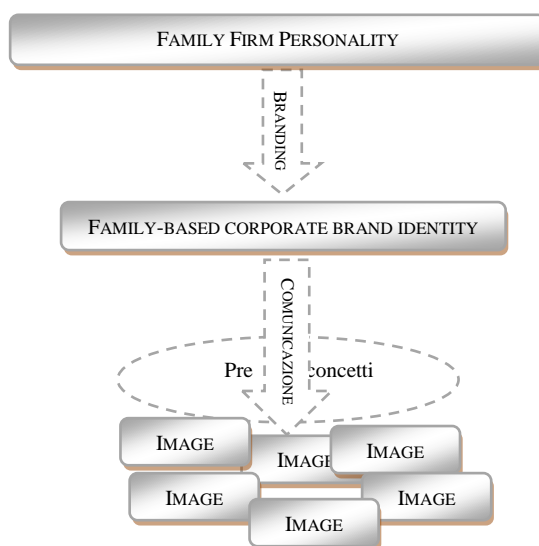 FAMILY FIRM PERSONALITY
BRANDING
FAMILY-BASED CORPORATE BRAND IDENTITY
COMUNICAZIONE
Pre concetti
IMAGE
IMAGE
IMAGE
IMAGE
IMAGE
IMAGE